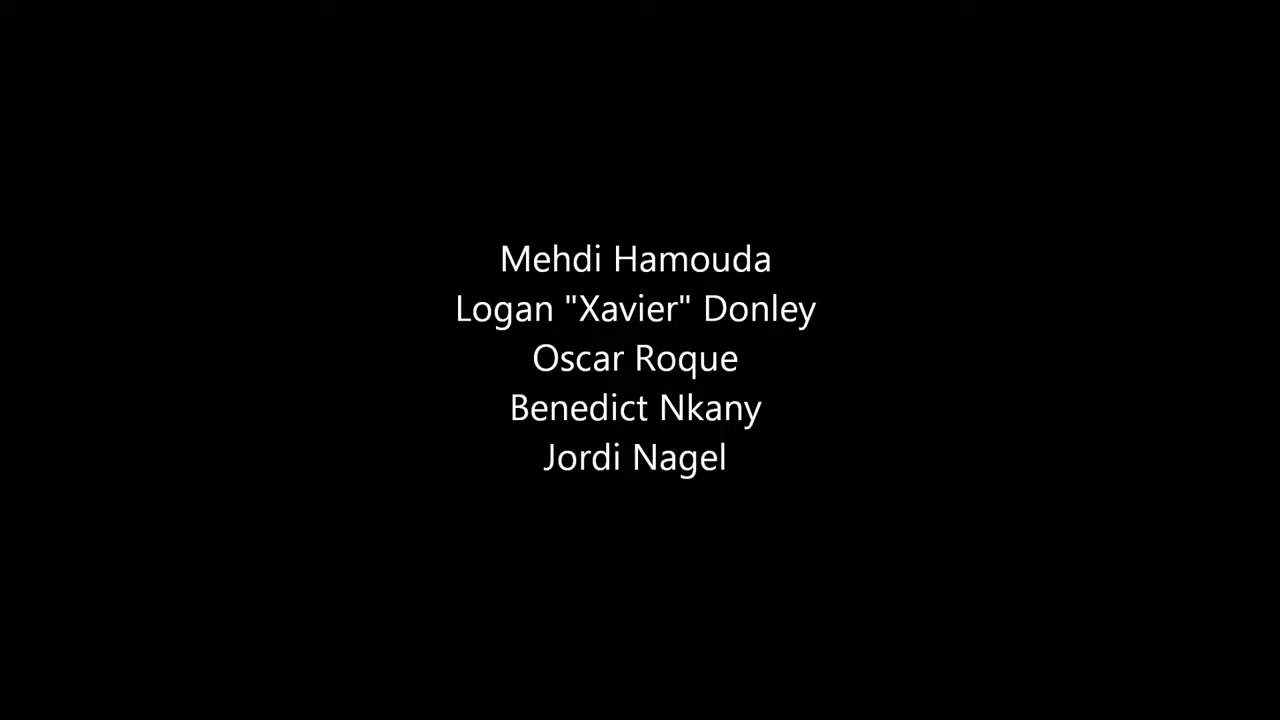 Mehdi Hamouda
Logan "Xavier" Donley
Oscar Roque
Benedict Nkany
Jordi Nagel